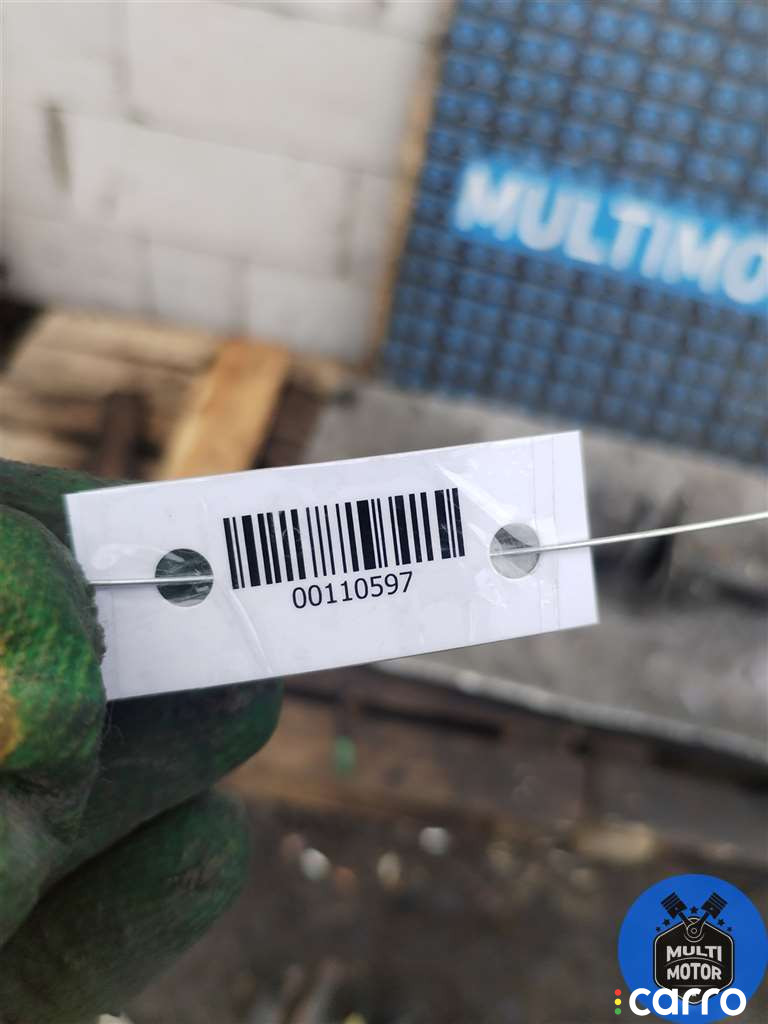 MULTIMO
00110597
MULTI
MOTOR
carro